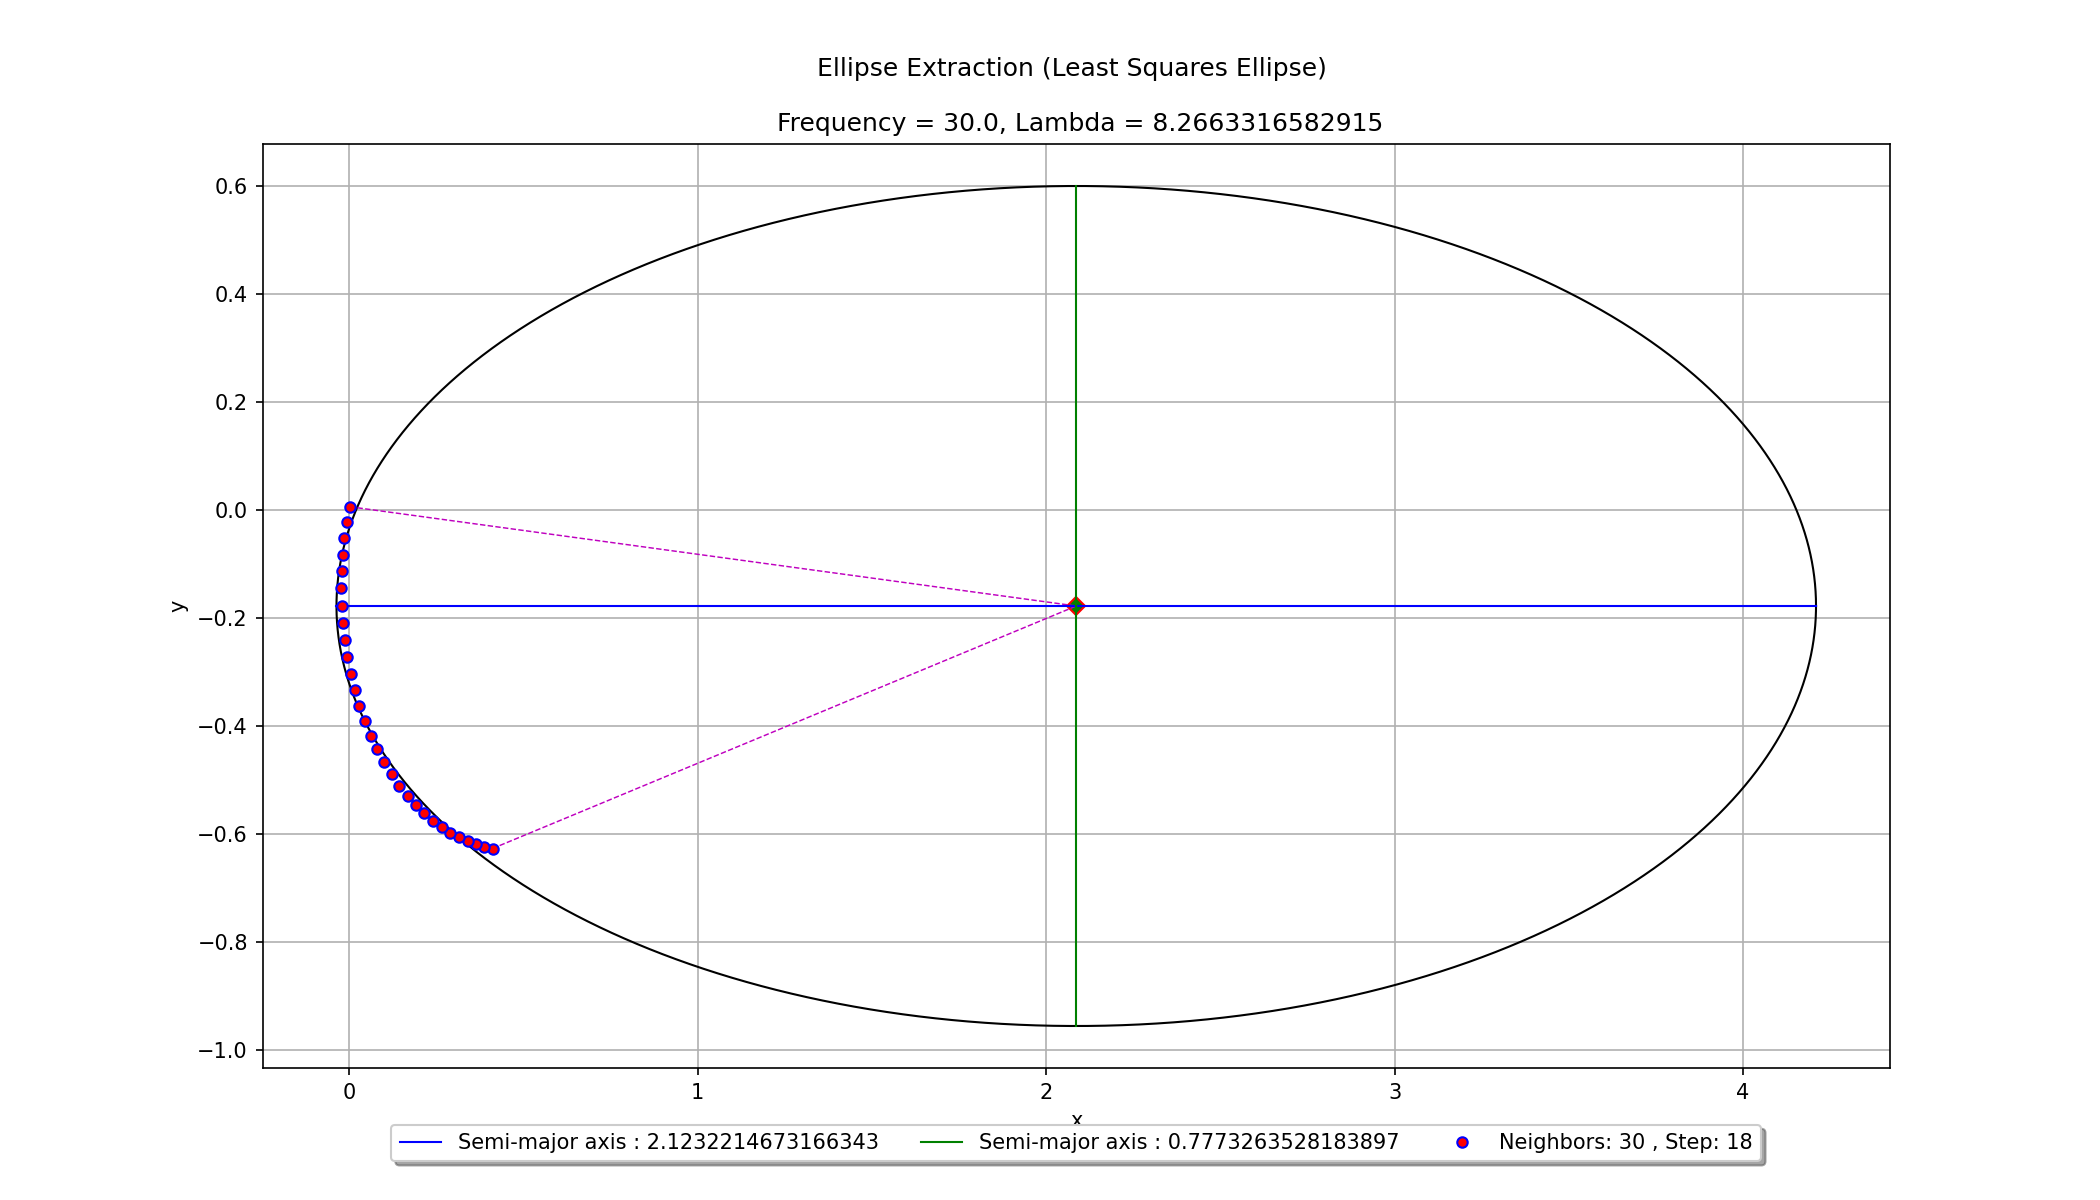 Ellipse Extraction (Least Squares Ellipse)
Frequency = 30.0, Lambda = 8.2663316582915
0.6
0.4
0.2
0.0
−0.2
−0.4
−0.6
−0.8
−1.0
y
0 1 2 3 4
x
Semi-major axis : 2.1232214673166343 Semi-major axis : 0.7773263528183897 Neighbors: 30 , Step: 18